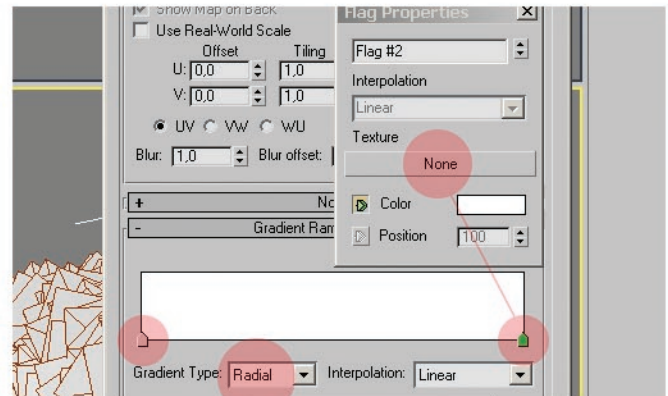 Show Map on Back
Use Real-World Scale
Offset Tiling
U: 0,0 1,0
V: 0,0 1,0
UV VW WU
Blur: 1,0 Blur offset:
+ No
- Gradient Ram
Gradient Type: Radial Interpolation: Linear
Flag Properties
Flag #2
Interpolation
Linear
Texture
None
Color
Position 100